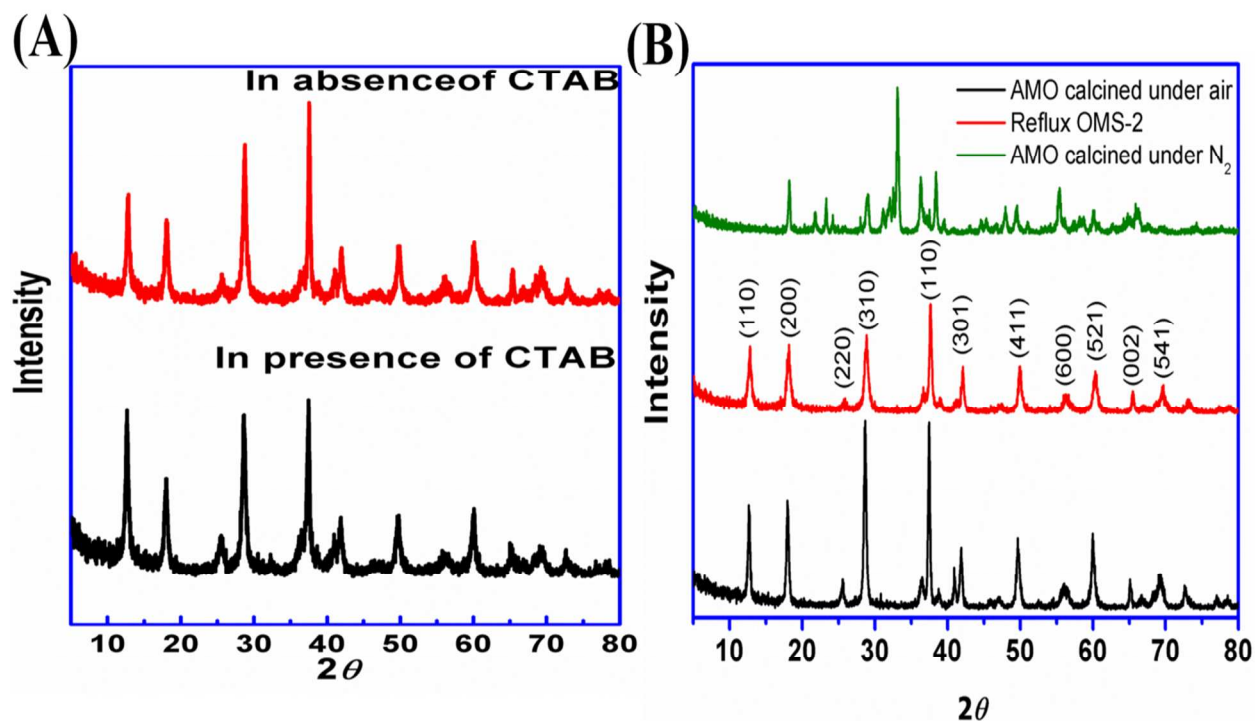 (A)
In absenceof CTAB
In presence of CTAB
Intensity
10 20 30 40 50 60 70 80
2θ
(B)
AMO calcined under air
Reflux OMS-2
AMO calcined under N2
(110)
(200)
(220)
(310)
(110)
(301)
(411)
(600)
(521)
(002)
(541)
Intensity
10 20 30 40 50 60 70 80
2θ